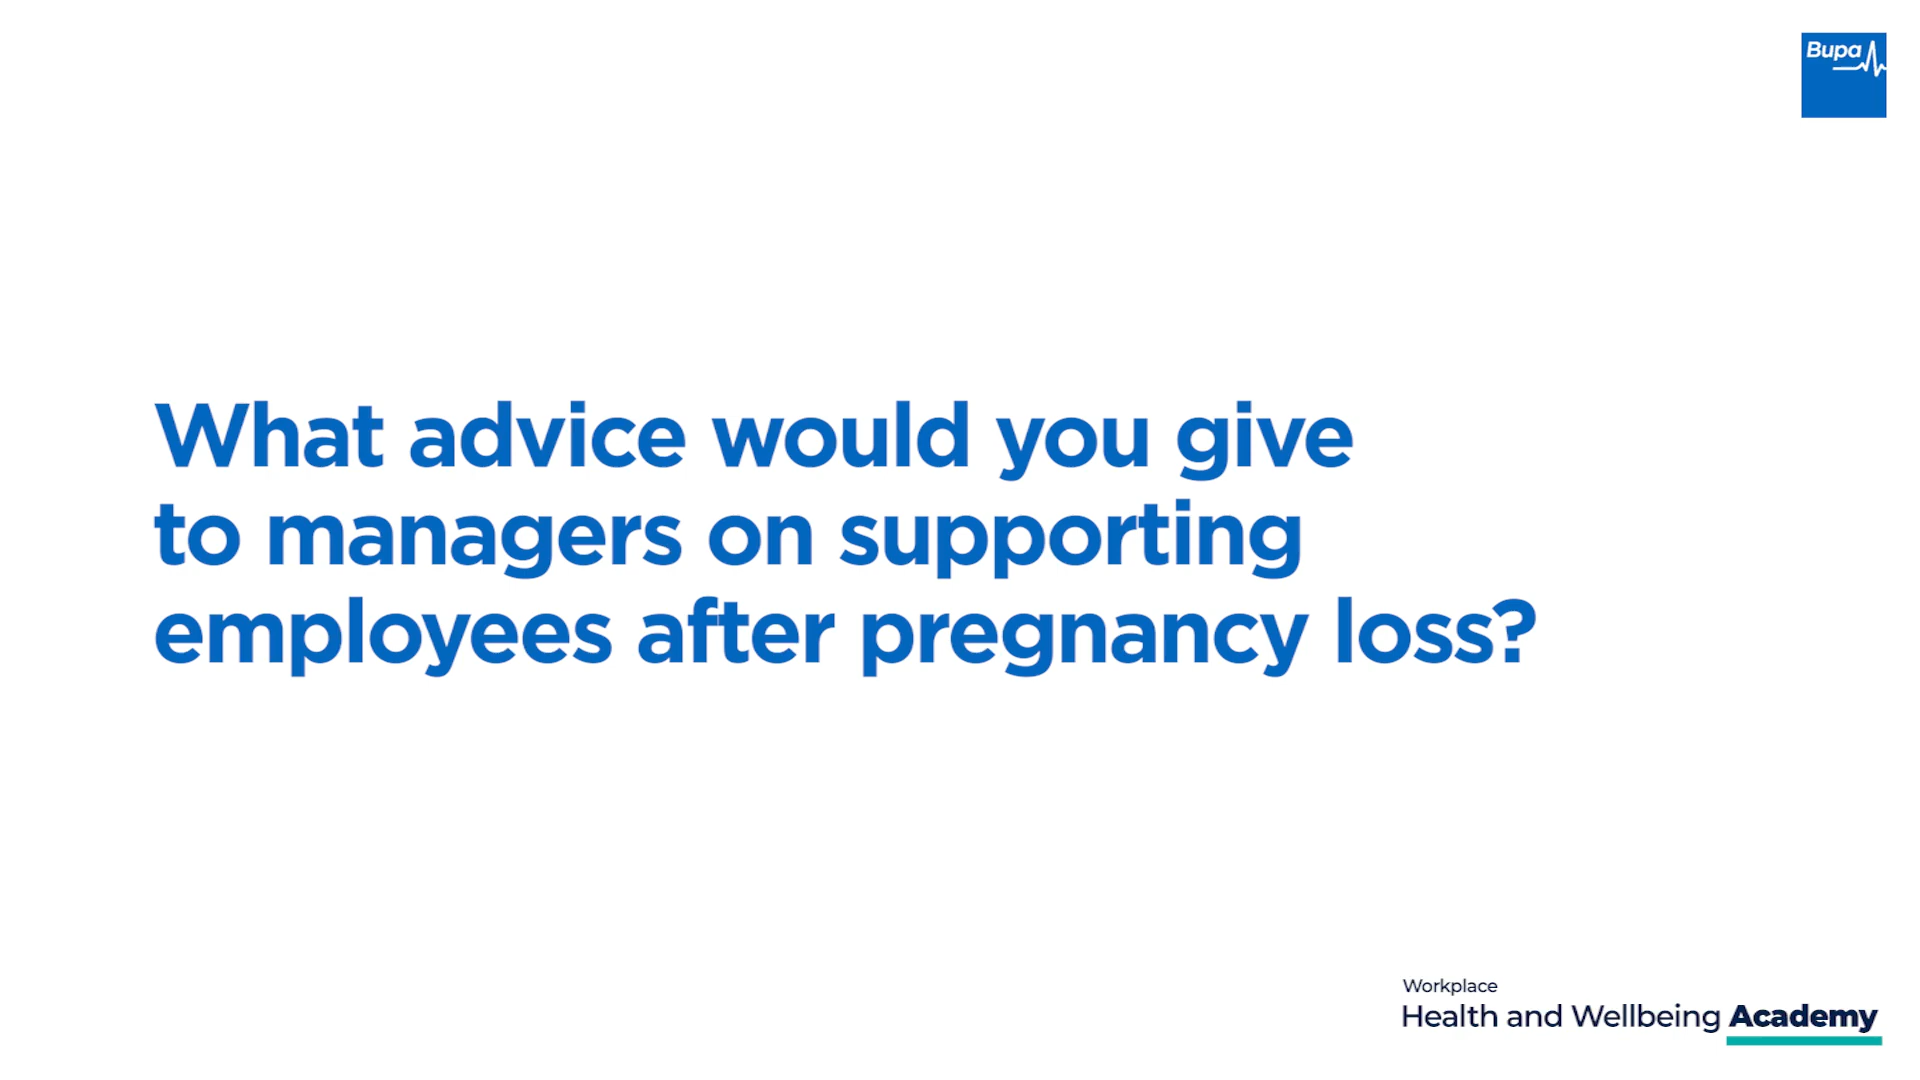 Bupa
What advice would you give
to managers on supporting
employees after pregnancy loss?
Workplace
Health and Wellbeing Academy